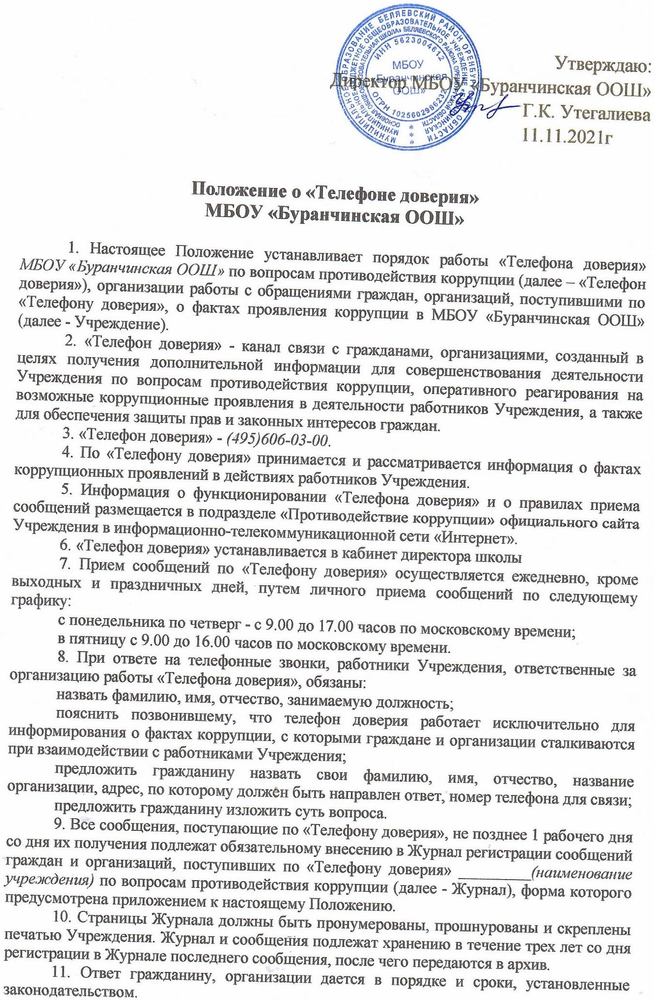 МУНИЦИПАЛЬНОЕ ОБРАЗОВАНИЕ БЕЛЯЕВСКИЙ РАЙОН ОРЕНБУРГСКОЙ ОБЛАСТИ
МУНИЦИПАЛЬНОЕ БЮДЖЕТНОЕ ОБЩЕОБРАЗОВАТЕЛЬНОЕ УЧРЕЖДЕНИЕ
ОСНОВНАЯ ОБЩЕОБРАЗОВАТЕЛЬНАЯ ШКОЛА» БЕЛЯЕВСКОГО РАЙОНА ОРЕНБУРГСКОЙ ОБЛАСТИ
ИНН 5623004612
МБОУ
«Буранчинская
ООШ»
ОГРН 1025602986232
Утверждаю:
Директор МБОУ «Буранчинская ООШ»
Г.К. Утегалиева
11.11.2021г
Положение о «Телефоне доверия»
МБОУ «Буранчинская ООШ»
1. Настоящее Положение устанавливает порядок работы «Телефона доверия»
МБОУ «Буранчинская ООШ» по вопросам противодействия коррупции (далее – «Телефон
доверия»), организации работы с обращениями граждан, организаций, поступившими по
«Телефону доверия», о фактах проявления коррупции в МБОУ «Буранчинская ООШ»
(далее - Учреждение).
2. «Телефон доверия» - канал связи с гражданами, организациями, созданный в
целях получения дополнительной информации для совершенствования деятельности
Учреждения по вопросам противодействия коррупции, оперативного реагирования на
возможные коррупционные проявления в деятельности работников Учреждения, а также
для обеспечения защиты прав и законных интересов граждан.
3. «Телефон доверия» - (495)606-03-00.
4. По «Телефону доверия» принимается и рассматривается информация о фактах
коррупционных проявлений в действиях работников Учреждения.
5. Информация о функционировании «Телефона доверия» и о правилах приема
сообщений размещается в подразделе «Противодействие коррупции» официального сайта
Учреждения в информационно-телекоммуникационной сети «Интернет».
6. «Телефон доверия» устанавливается в кабинет директора школы
7. Прием сообщений по «Телефону доверия» осуществляется ежедневно, кроме
выходных и праздничных дней, путем личного приема сообщений по следующему
графику:
с понедельника по четверг - с 9.00 до 17.00 часов по московскому времени;
в пятницу с 9.00 до 16.00 часов по московскому времени.
8. При ответе на телефонные звонки, работники Учреждения, ответственные за
организацию работы «Телефона доверия», обязаны:
назвать фамилию, имя, отчество, занимаемую должность;
пояснить позвонившему, что телефон доверия работает исключительно для
информирования о фактах коррупции, с которыми граждане и организации сталкиваются
при взаимодействии с работниками Учреждения;
предложить гражданину назвать свои фамилию, имя, отчество, название
организации, адрес, по которому должен быть направлен ответ, номер телефона для связи;
предложить гражданину изложить суть вопроса.
9. Все сообщения, поступающие по «Телефону доверия», не позднее 1 рабочего дня
со дня их получения подлежат обязательному внесению в Журнал регистрации сообщений
граждан и организаций, поступивших по «Телефону доверия» _________(наименование
учреждения) по вопросам противодействия коррупции (далее - Журнал), форма которого
предусмотрена приложением к настоящему Положению.
10. Страницы Журнала должны быть пронумерованы, прошнурованы и скреплены
печатью Учреждения. Журнал и сообщения подлежат хранению в течение трех лет со дня
регистрации в Журнале последнего сообщения, после чего передаются в архив.
11. Ответ гражданину, организации дается в порядке и сроки, установленные
законодательством.